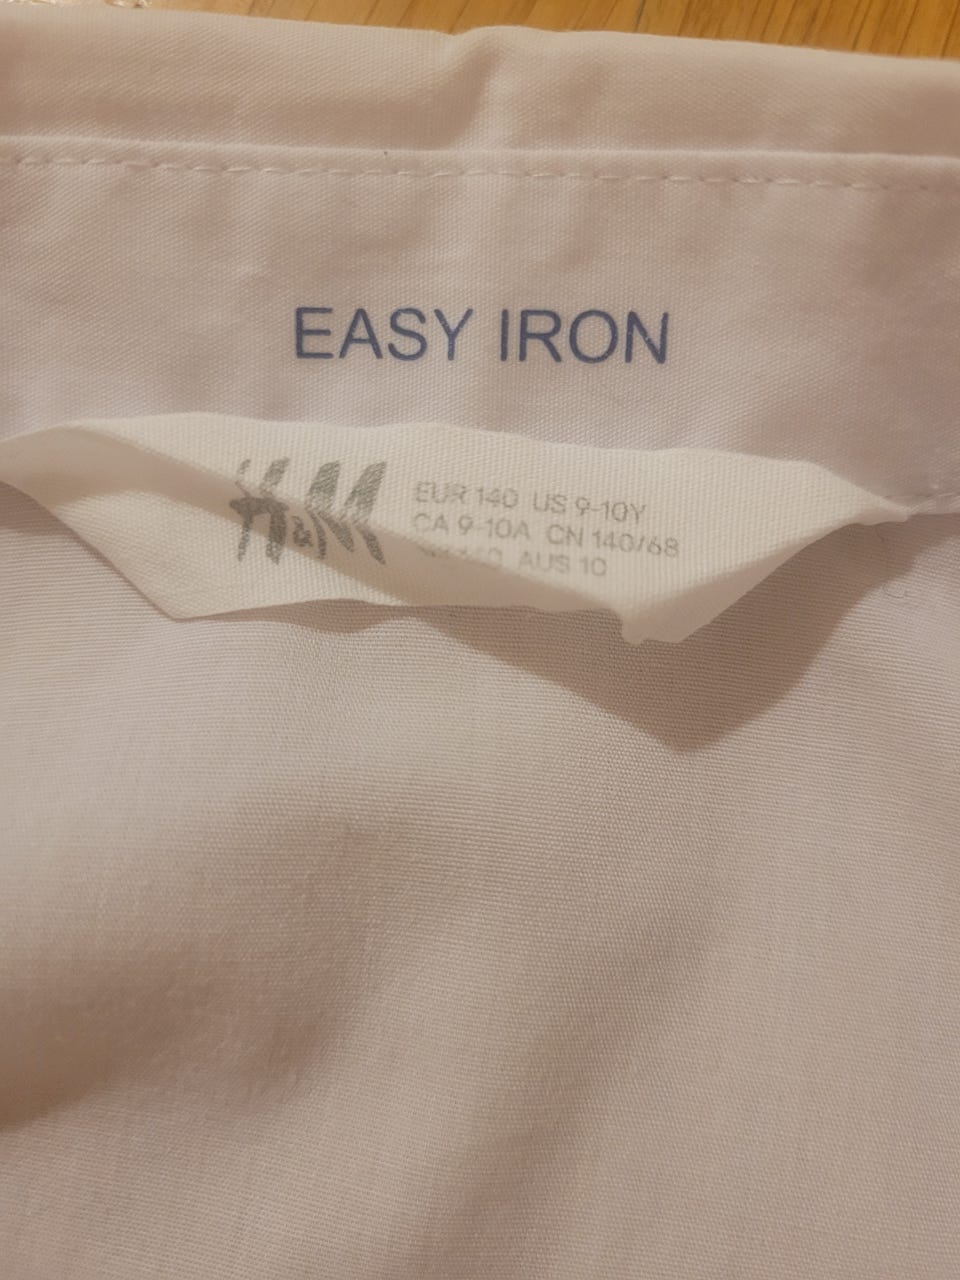 EASY IRON
H&M
EUR 140 US 9-10Y
CA 9-10A CN 140/68
AUS 10